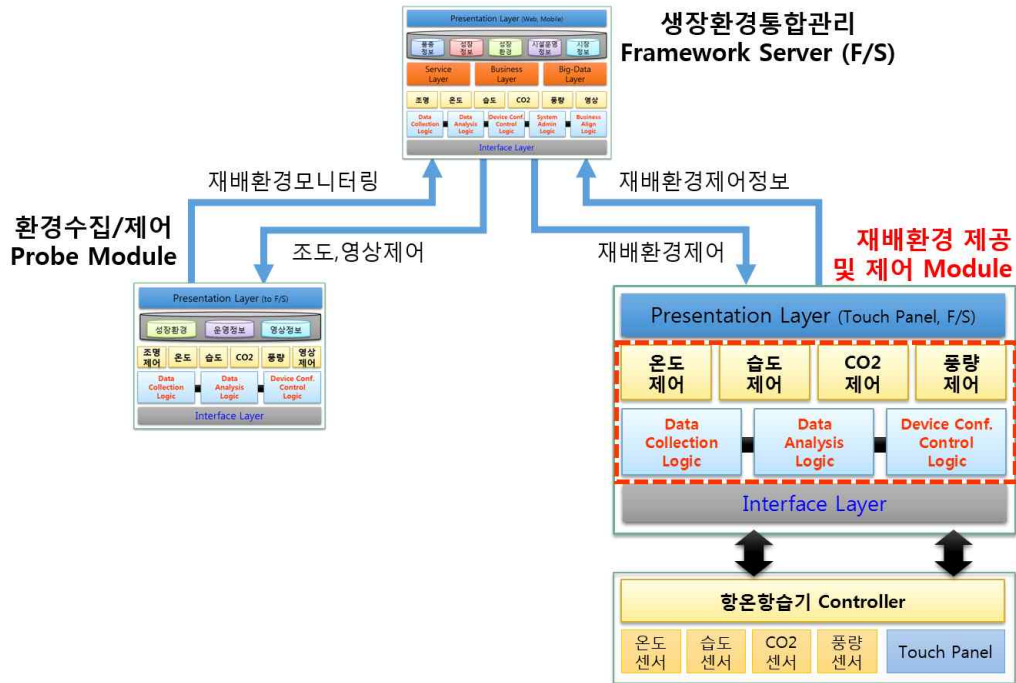 생장환경통합관리
Framework Server (F/S)
Presentation Layer (Web, Mobile)
품종
정보
성장
정보
성장
환경
시설운영
정보
시장
정보
Service
Layer
Business
Layer
Big-Data
Layer
조명
온도
습도
CO2
풍량
영상
Data
Collection
Logic
Data
Analysis
Logic
Device Conf.
Control
Logic
System
Admin
Logic
Business
Align
Logic
Interface Layer
재배환경모니터링
조도,영상제어
재배환경제어정보
재배환경제어
환경수집/제어
Probe Module
Presentation Layer (to F/S)
성장환경
운영정보
영상정보
조명
제어
온도
습도
CO2
풍량
영상
제어
Data
Collection
Logic
Data
Analysis
Logic
Device Conf.
Control
Logic
Interface Layer
재배환경 제공
및 제어 Module
Presentation Layer (Touch Panel, F/S)
온도
제어
습도
제어
CO2
제어
풍량
제어
Data
Collection
Logic
Data
Analysis
Logic
Device Conf.
Control
Logic
Interface Layer
항온항습기 Controller
온도
센서
습도
센서
CO2
센서
풍량
센서
Touch Panel